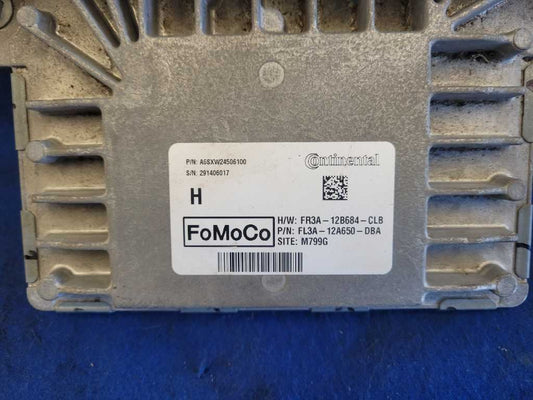 P/N: A6SXW24506100
S/N: 291406017
Continental
H
H/W: FR3A-12B684-CLB
FoMoCo
P/N: FL3A-12A650-DBA
SITE: M799G